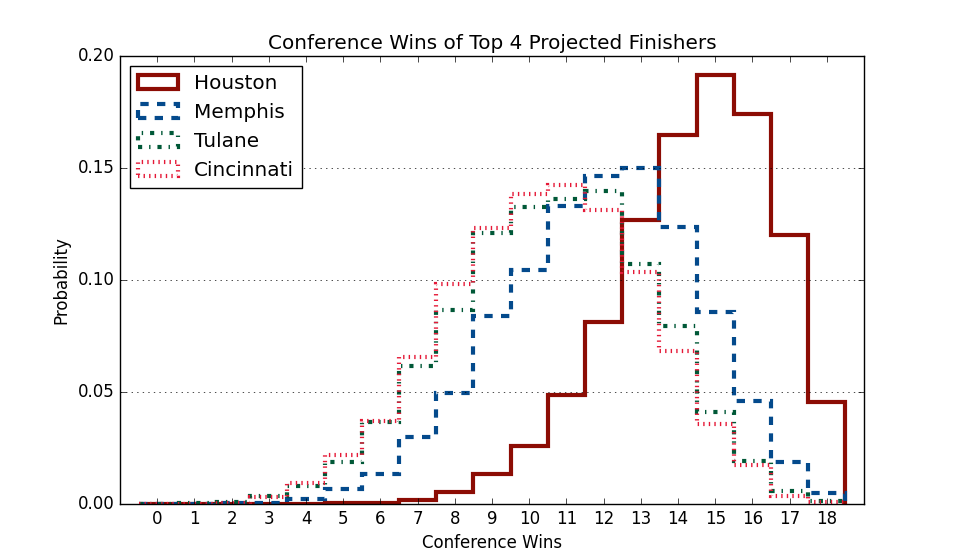 Conference Wins of Top 4 Projected Finishers
0.20
0.15
0.10
0.05
0.00
Probability
Houston
Memphis
Tulane
Cincinnati
0 1 2 3 4 5 6 7 8 9 10 11 12 13 14 15 16 17 18
Conference Wins